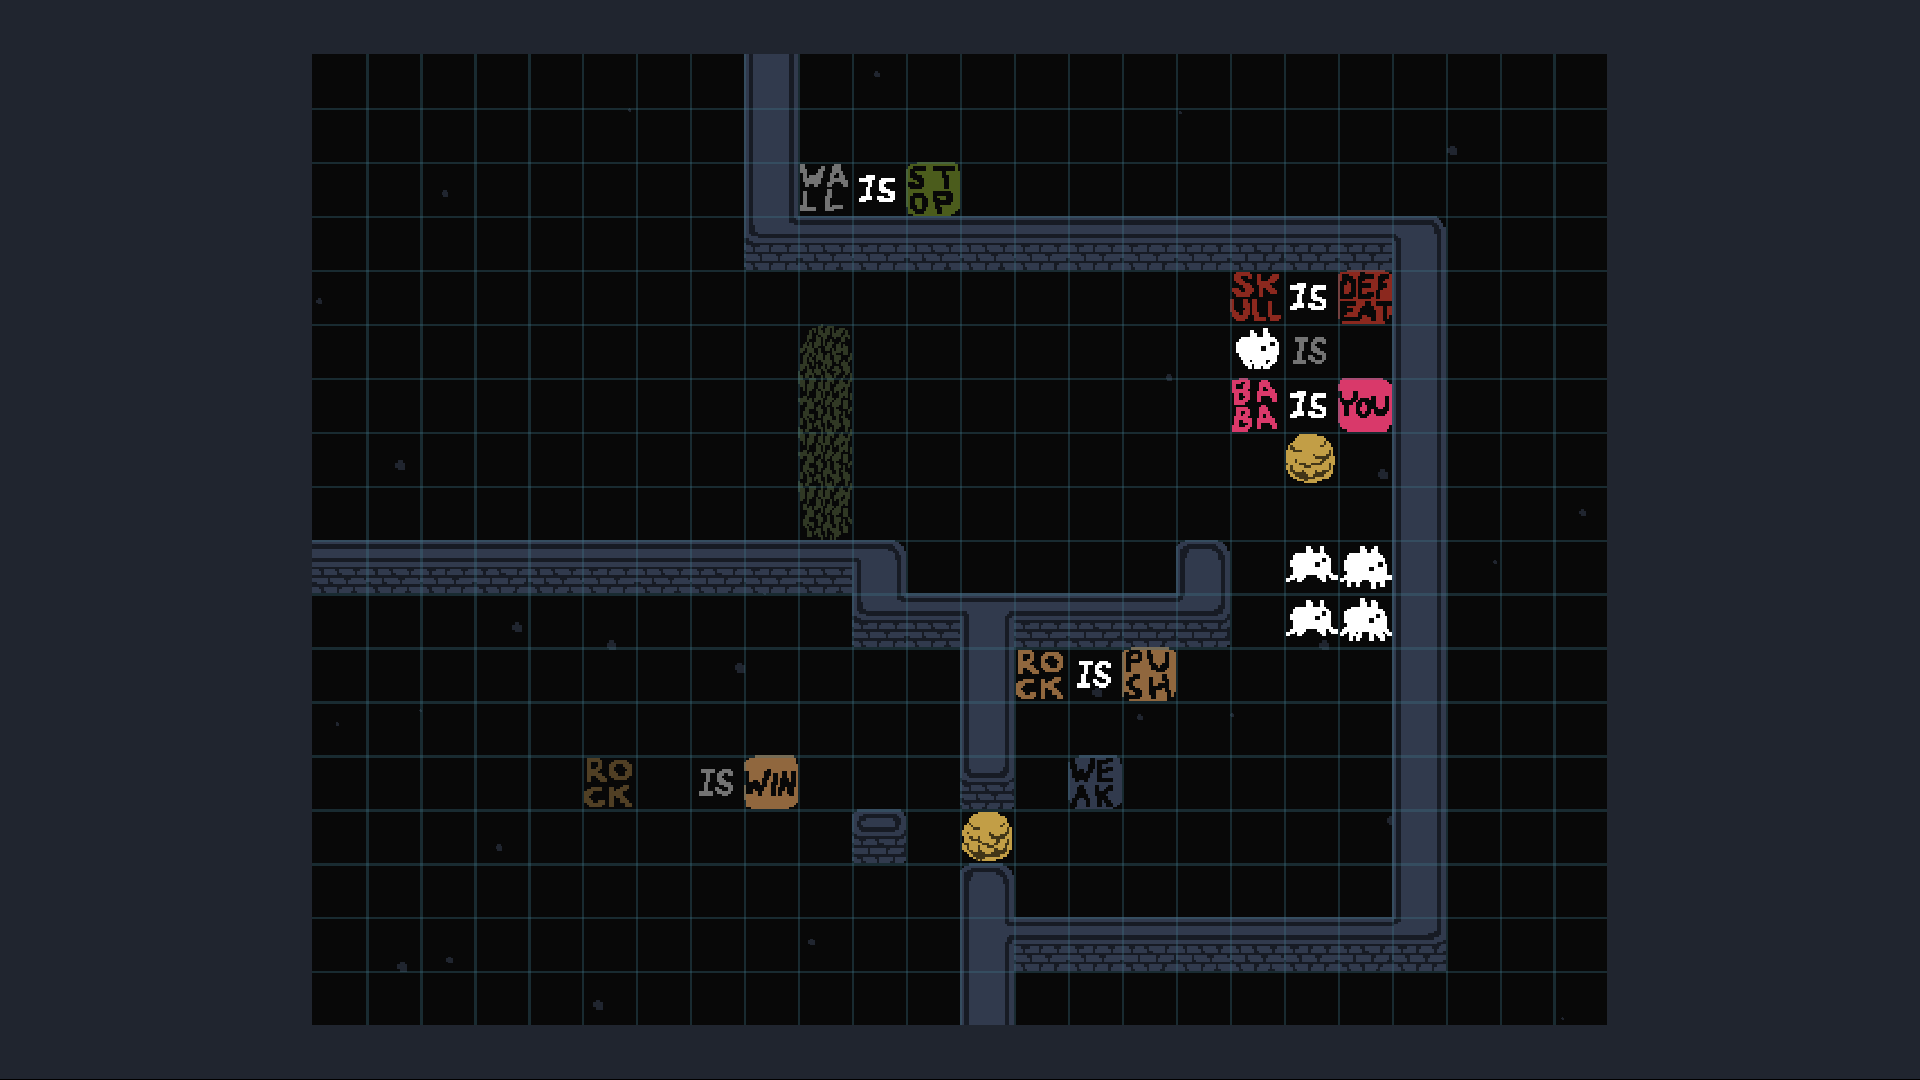 WALL IS STOP
SKULL IS DEFEAT
IS
BABA IS YOU
ROCK IS PUSH
ROCK IS WIN
WEAK